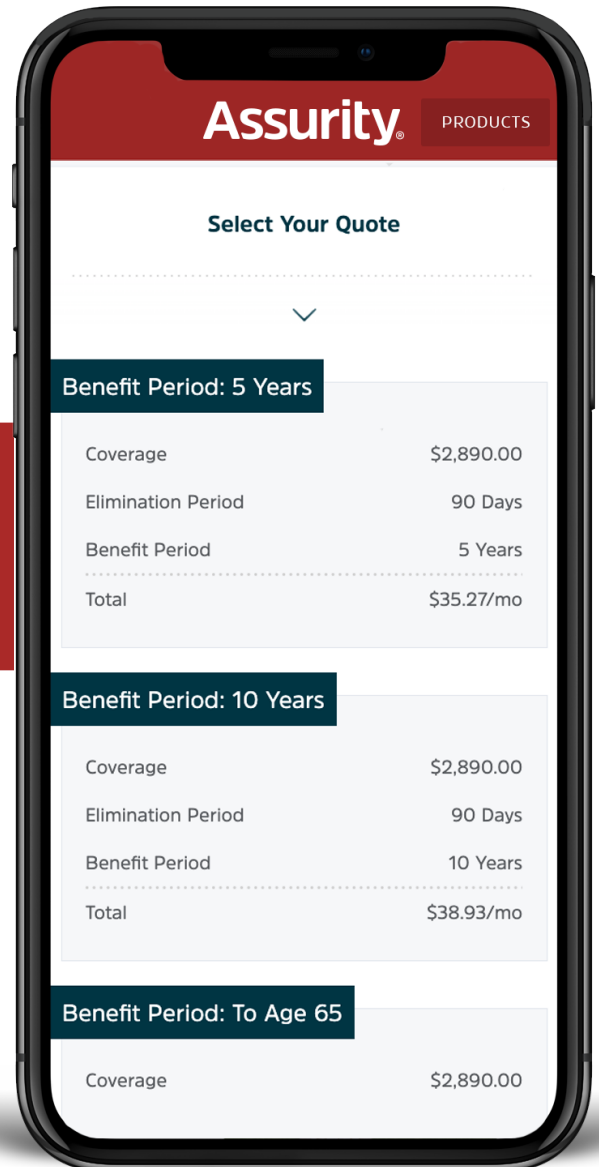 Assurity®
PRODUCTS
Select Your Quote
Benefit Period: 5 Years
Coverage $2,890.00
Elimination Period 90 Days
Benefit Period 5 Years
Total $35.27/mo
Benefit Period: 10 Years
Coverage $2,890.00
Elimination Period 90 Days
Benefit Period 10 Years
Total $38.93/mo
Benefit Period: To Age 65
Coverage $2,890.00